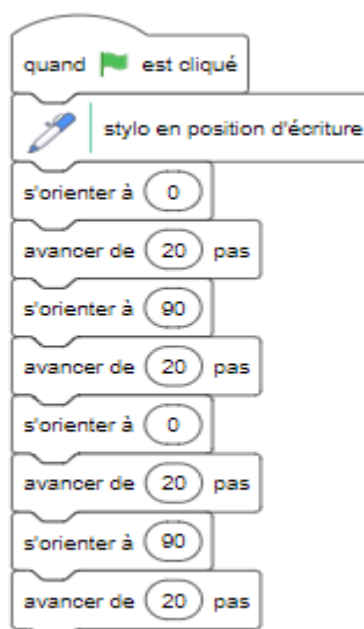 quand est cliqué
stylo en position d'écriture
s'orienter à 0
avancer de 20 pas
s'orienter à 90
avancer de 20 pas
s'orienter à 0
avancer de 20 pas
s'orienter à 90
avancer de 20 pas